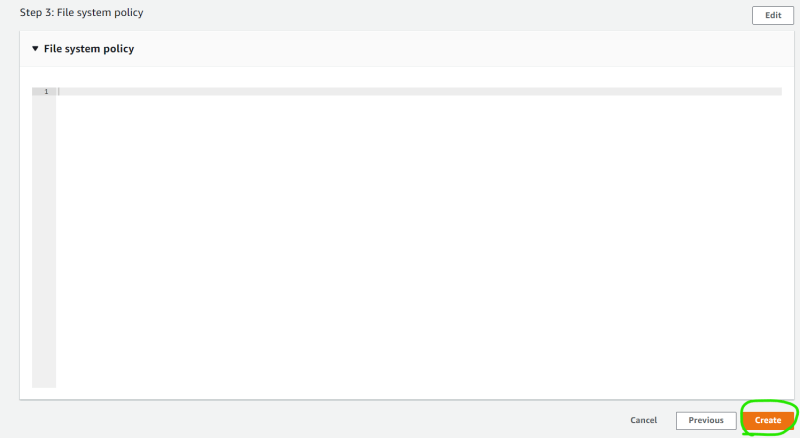 Step 3: File system policy
Edit
File system policy
1
Cancel
Previous
Create